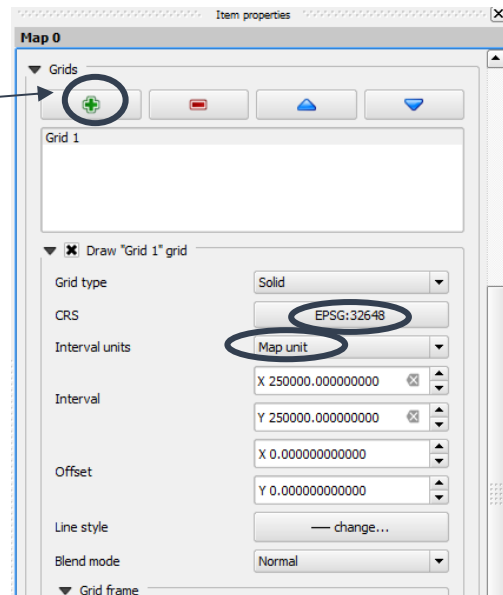 Item properties
Map 0
Grids
Grid 1
Draw "Grid 1" grid
Grid type Solid
CRS EPSG:32648
Interval units Map unit
Interval X 250000.000000000
Y 250000.000000000
Offset X 0.000000000000
Y 0.000000000000
Line style change...
Blend mode Normal
Grid frame